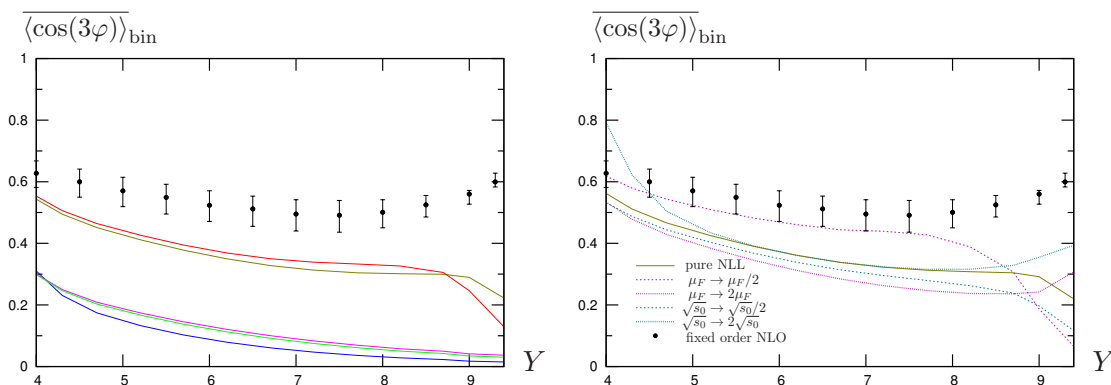 ⟨cos(3φ)⟩bin
1
0.8
0.6
0.4
0.2
0
4 5 6 7 8 9
Y
⟨cos(3φ)⟩bin
1
0.8
0.6
0.4
0.2
0
pure NLL
μF → μF/2
μF → 2μF
√s0 → √s0/2
√s0 → 2√s0
fixed order NLO
4 5 6 7 8 9
Y